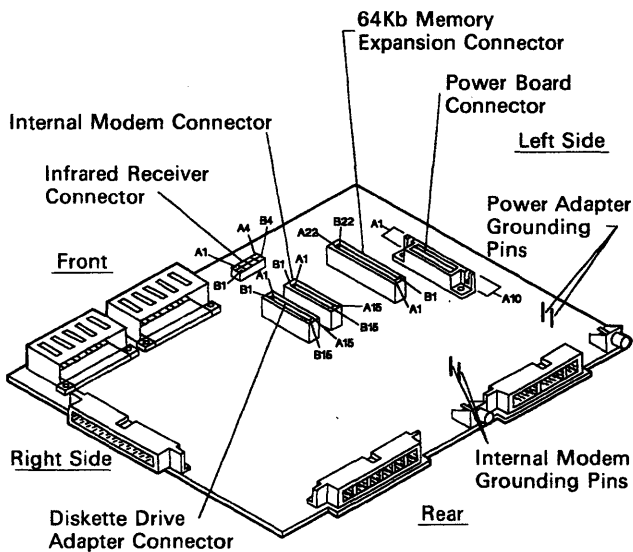 64Kb Memory
Expansion Connector
Power Board
Connector
Internal Modem Connector
Left Side
Infrared Receiver
Connector
Power Adapter
Grounding
Pins
Front
A4
B4
A1
B1
A22
B22
A1
A10
B1
A1
B1
A1
B1
A1
A15
B15
A15
B15
Right Side
Internal Modem
Grounding Pins
Rear
Diskette Drive
Adapter Connector